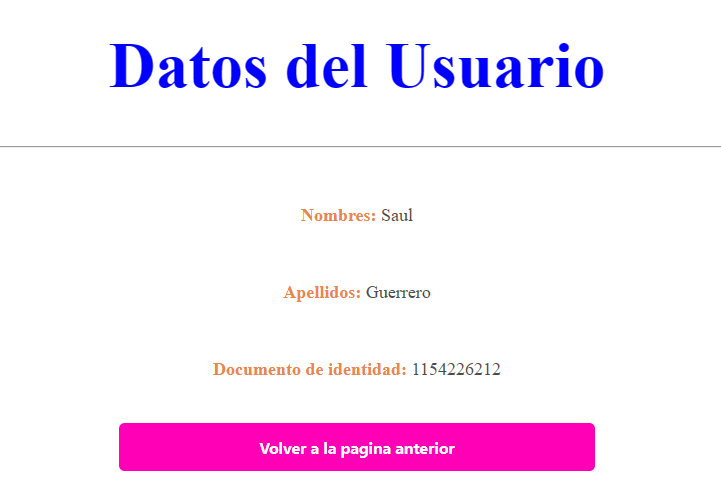 Datos del Usuario
Nombres: Saul
Apellidos: Guerrero
Documento de identidad: 1154226212
Volver a la pagina anterior